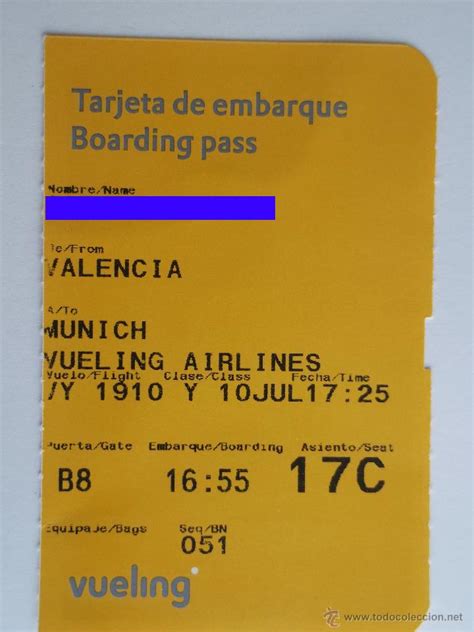 Tarjeta de embarque
Boarding pass
Nombre/Name
De/From
VALENCIA
A/To
MUNICH
VUELING AIRLINES
Vuelo/Flight Clase/Class Fecha/Time
VY 1910 Y 10JUL17:25
Puerta/Gate Embarque/Boarding Asiento/Seat
B8 16:55 17C
Equipaje/Bags Seq/BN
051
vueling
© www.todocoleccion.net